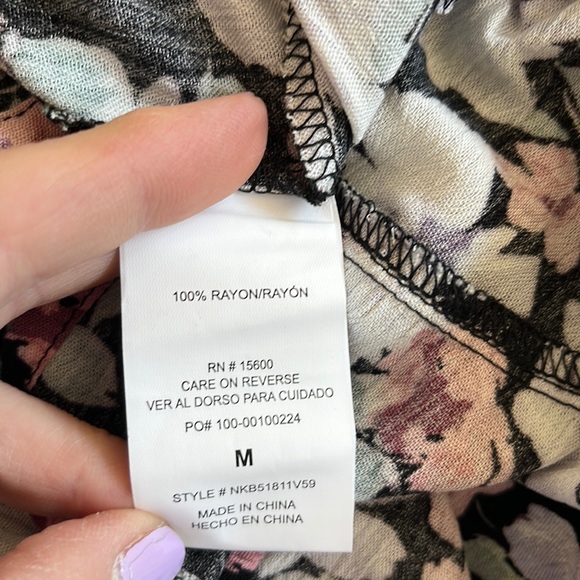 100% RAYON/RAYÓN
RN # 15600
CARE ON REVERSE
VER AL DORSO PARA CUIDADO
PO# 100-00100224
M
STYLE # NKB51811V59
MADE IN CHINA
HECHO EN CHINA